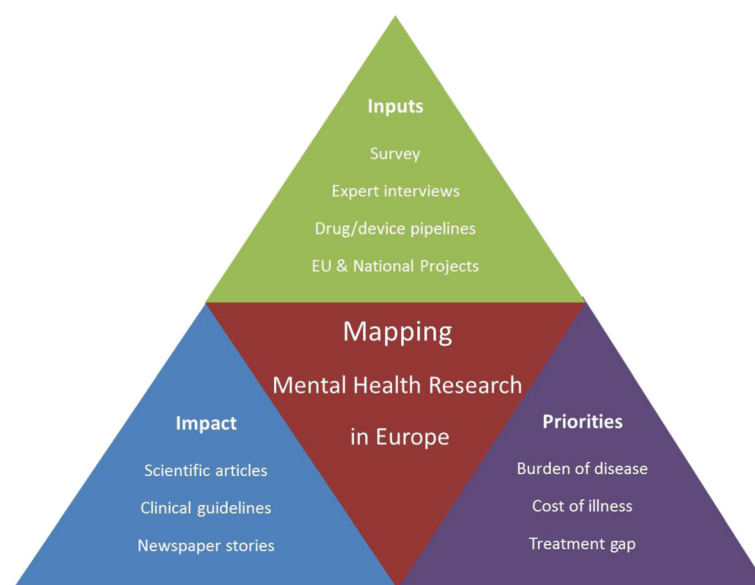 Inputs
Survey
Expert interviews
Drug/device pipelines
EU & National Projects
Mapping
Mental Health Research
in Europe
Impact
Scientific articles
Clinical guidelines
Newspaper stories
Priorities
Burden of disease
Cost of illness
Treatment gap